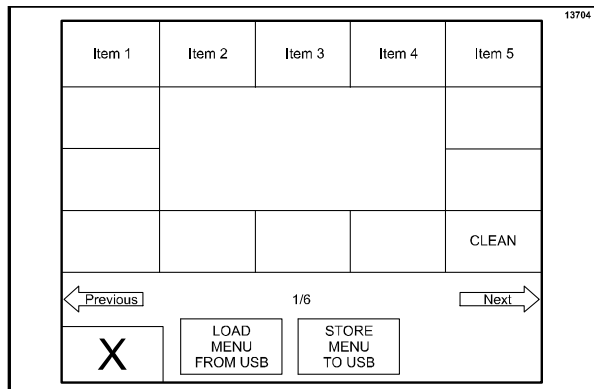 13704
Item 1 Item 2 Item 3 Item 4 Item 5
CLEAN
Previous 1/6 Next
X
LOAD
MENU
FROM USB
STORE
MENU
TO USB